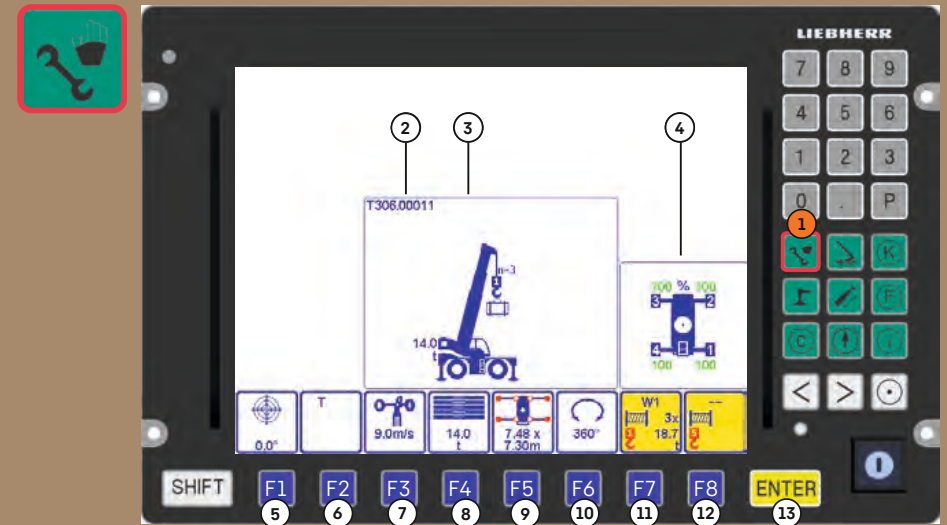 LIEBHERR
7 8 9
4 5 6
1 2 3
0 . P
1
K
F
C i
< >
2 3 4
T306.00011
n=3
1
14.0
t
100 % 100
3 2
4 1
100 100
0.0°
T
9.0m/s
14.0
t
7.48 x
7.30m
360°
W1
3x
18.7
t
--
SHIFT F1 F2 F3 F4 F5 F6 F7 F8 ENTER
5 6 7 8 9 10 11 12 13